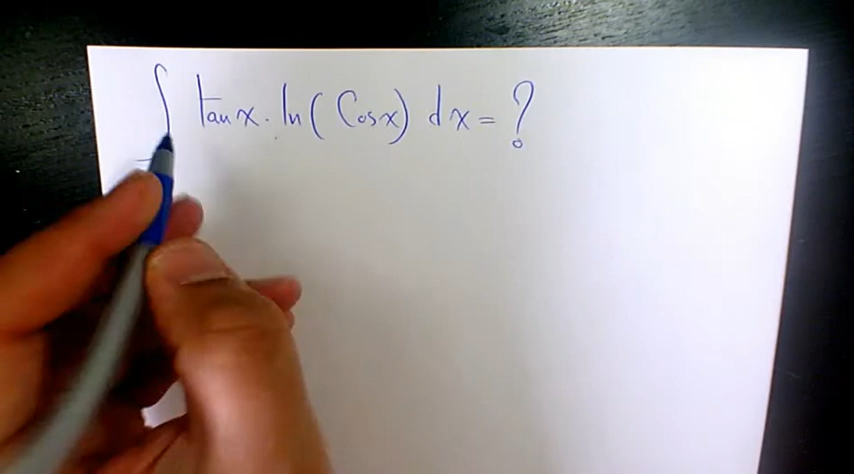 ∫ tan x · ln(Cos x) dx = ?